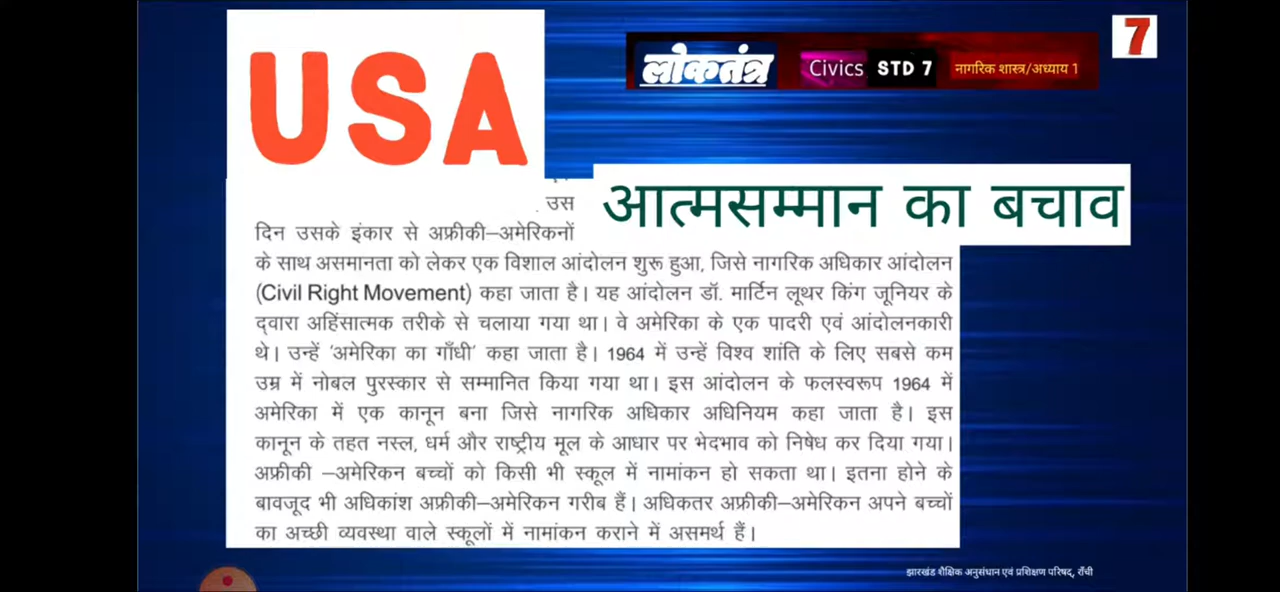 USA
लोकतंत्र
Civics STD 7 नागरिक शास्त्र/अध्याय 1
7
आत्मसम्मान का बचाव
उस
दिन उसके इंकार से अफ्रीकी–अमेरिकनों
के साथ असमानता को लेकर एक विशाल आंदोलन शुरू हुआ, जिसे नागरिक अधिकार आंदोलन
(Civil Right Movement) कहा जाता है। यह आंदोलन डॉ. मार्टिन लूथर किंग जूनियर के
द्वारा अहिंसात्मक तरीके से चलाया गया था। वे अमेरिका के एक पादरी एवं आंदोलनकारी
थे। उन्हें 'अमेरिका का गाँधी' कहा जाता है। 1964 में उन्हें विश्व शांति के लिए सबसे कम
उम्र में नोबल पुरस्कार से सम्मानित किया गया था। इस आंदोलन के फलस्वरूप 1964 में
अमेरिका में एक कानून बना जिसे नागरिक अधिकार अधिनियम कहा जाता है। इस
कानून के तहत नस्ल, धर्म और राष्ट्रीय मूल के आधार पर भेदभाव को निषेध कर दिया गया।
अफ्रीकी –अमेरिकन बच्चों को किसी भी स्कूल में नामांकन हो सकता था। इतना होने के
बावजूद भी अधिकांश अफ्रीकी–अमेरिकन गरीब हैं। अधिकतर अफ्रीकी–अमेरिकन अपने बच्चों
का अच्छी व्यवस्था वाले स्कूलों में नामांकन कराने में असमर्थ हैं।
झारखंड शैक्षिक अनुसंधान एवं प्रशिक्षण परिषद्, राँची